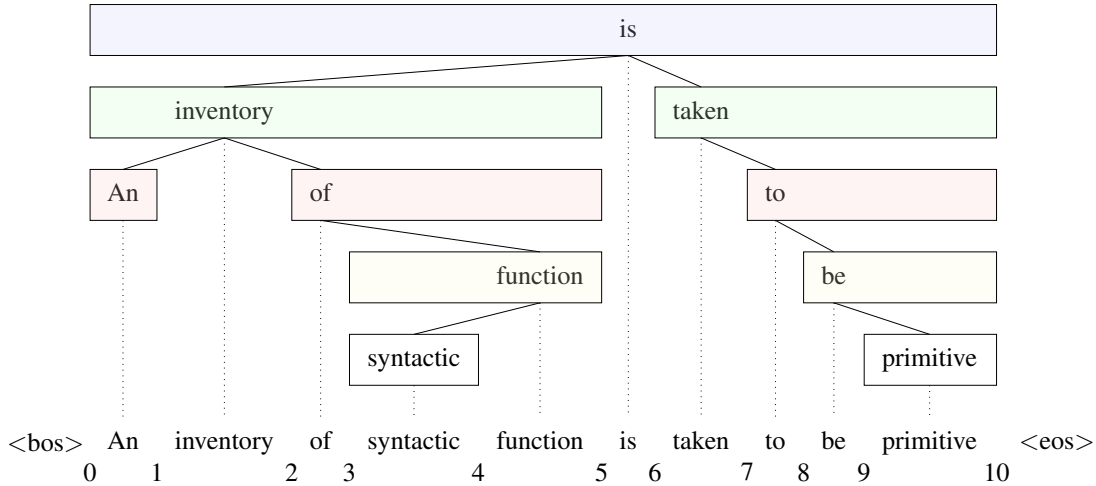 is
inventory taken
An of to
function be
syntactic primitive
<bos> An inventory of syntactic function is taken to be primitive <eos>
0 1 2 3 4 5 6 7 8 9 10